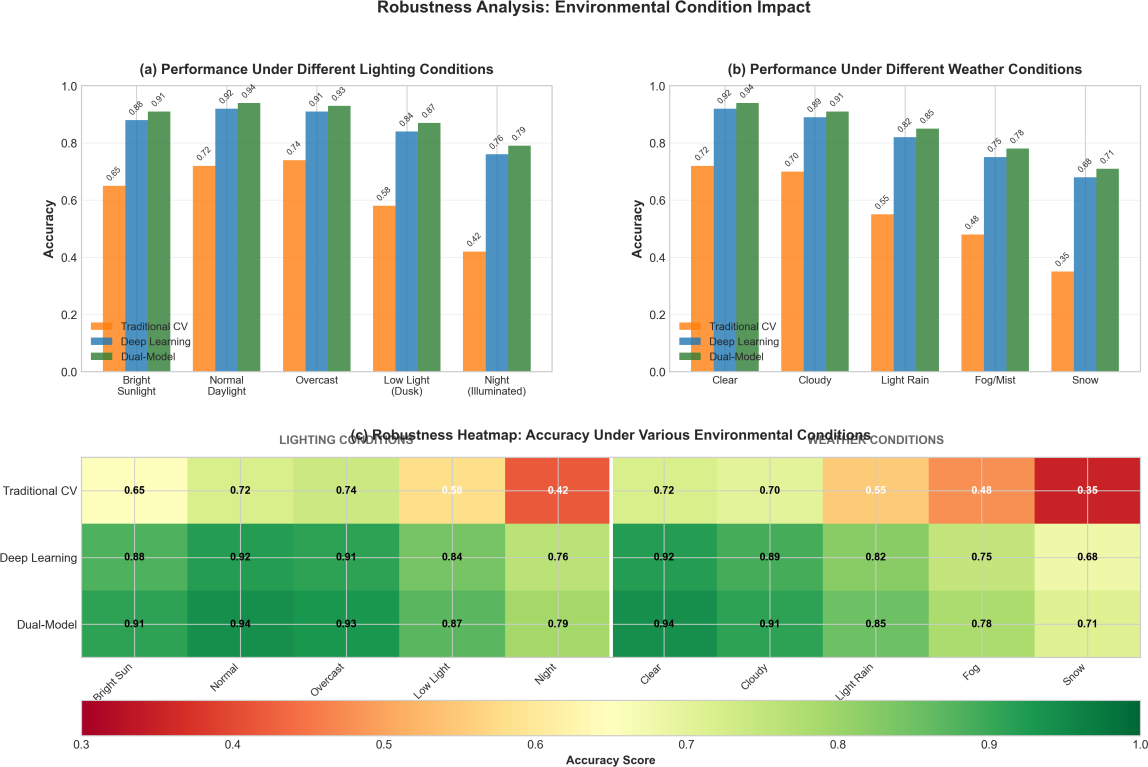 Robustness Analysis: Environmental Condition Impact
(a) Performance Under Different Lighting Conditions
Accuracy
1.0
0.8
0.6
0.4
0.2
0.0
0.65
0.88
0.91
0.72
0.92
0.94
0.74
0.91
0.93
0.58
0.84
0.87
0.42
0.76
0.79
Traditional CV
Deep Learning
Dual-Model
Bright
Sunlight
Normal
Daylight
Overcast
Low Light
(Dusk)
Night
(Illuminated)
(b) Performance Under Different Weather Conditions
Accuracy
1.0
0.8
0.6
0.4
0.2
0.0
0.72
0.92
0.94
0.70
0.89
0.91
0.55
0.82
0.85
0.48
0.75
0.78
0.35
0.68
0.71
Traditional CV
Deep Learning
Dual-Model
Clear
Cloudy
Light Rain
Fog/Mist
Snow
(c) Robustness Heatmap: Accuracy Under Various Environmental Conditions
LIGHTING CONDITIONS
WEATHER CONDITIONS
Traditional CV 0.65 0.72 0.74 0.58 0.42 0.72 0.70 0.55 0.48 0.35
Deep Learning 0.88 0.92 0.91 0.84 0.76 0.92 0.89 0.82 0.75 0.68
Dual-Model 0.91 0.94 0.93 0.87 0.79 0.94 0.91 0.85 0.78 0.71
Bright Sun Normal Overcast Low Light Night Clear Cloudy Light Rain Fog Snow
0.3 0.4 0.5 0.6 0.7 0.8 0.9 1.0
Accuracy Score